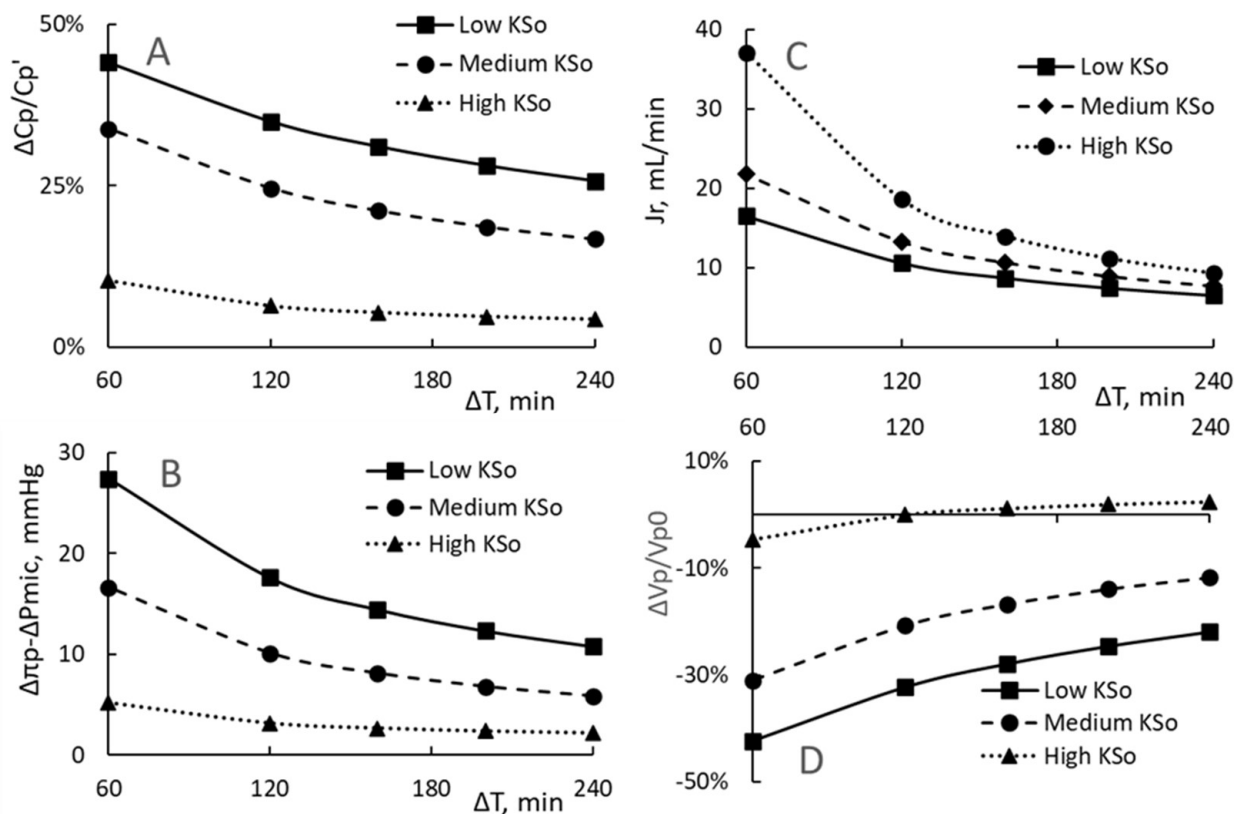 50%
25%
0%
ΔCp/Cp'
A
Low KSo
Medium KSo
High KSo
60 120 180 240
ΔT, min
40
30
20
10
0
Jr, mL/min
C
Low KSo
Medium KSo
High KSo
60 120 180 240
ΔT, min
30
20
10
0
Δπp-ΔPmic, mmHg
B
Low KSo
Medium KSo
High KSo
60 120 180 240
ΔT, min
60 120 180 240
10%
-10%
-30%
-50%
ΔVp/Vp0
Low KSo
Medium KSo
High KSo
D